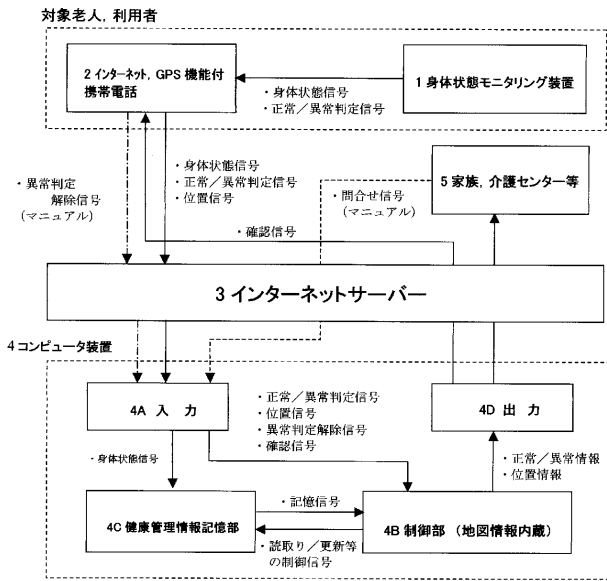 対象老人，利用者
2 インターネット，GPS 機能付
携帯電話
1 身体状態モニタリング装置
・身体状態信号
・正常／異常判定信号
・異常判定
解除信号
（マニュアル）
・身体状態信号
・正常／異常判定信号
・位置信号
・問合せ信号
（マニュアル）
5 家族，介護センター等
・確認信号
3 インターネットサーバー
4 コンピュータ装置
4A 入 力
・正常／異常判定信号
・位置信号
・異常判定解除信号
・確認信号
4D 出 力
・身体状態信号
・正常／異常情報
・位置情報
・記憶信号
4C 健康管理情報記憶部
4B 制御部 （地図情報内蔵）
・読取り／更新等
の制御信号